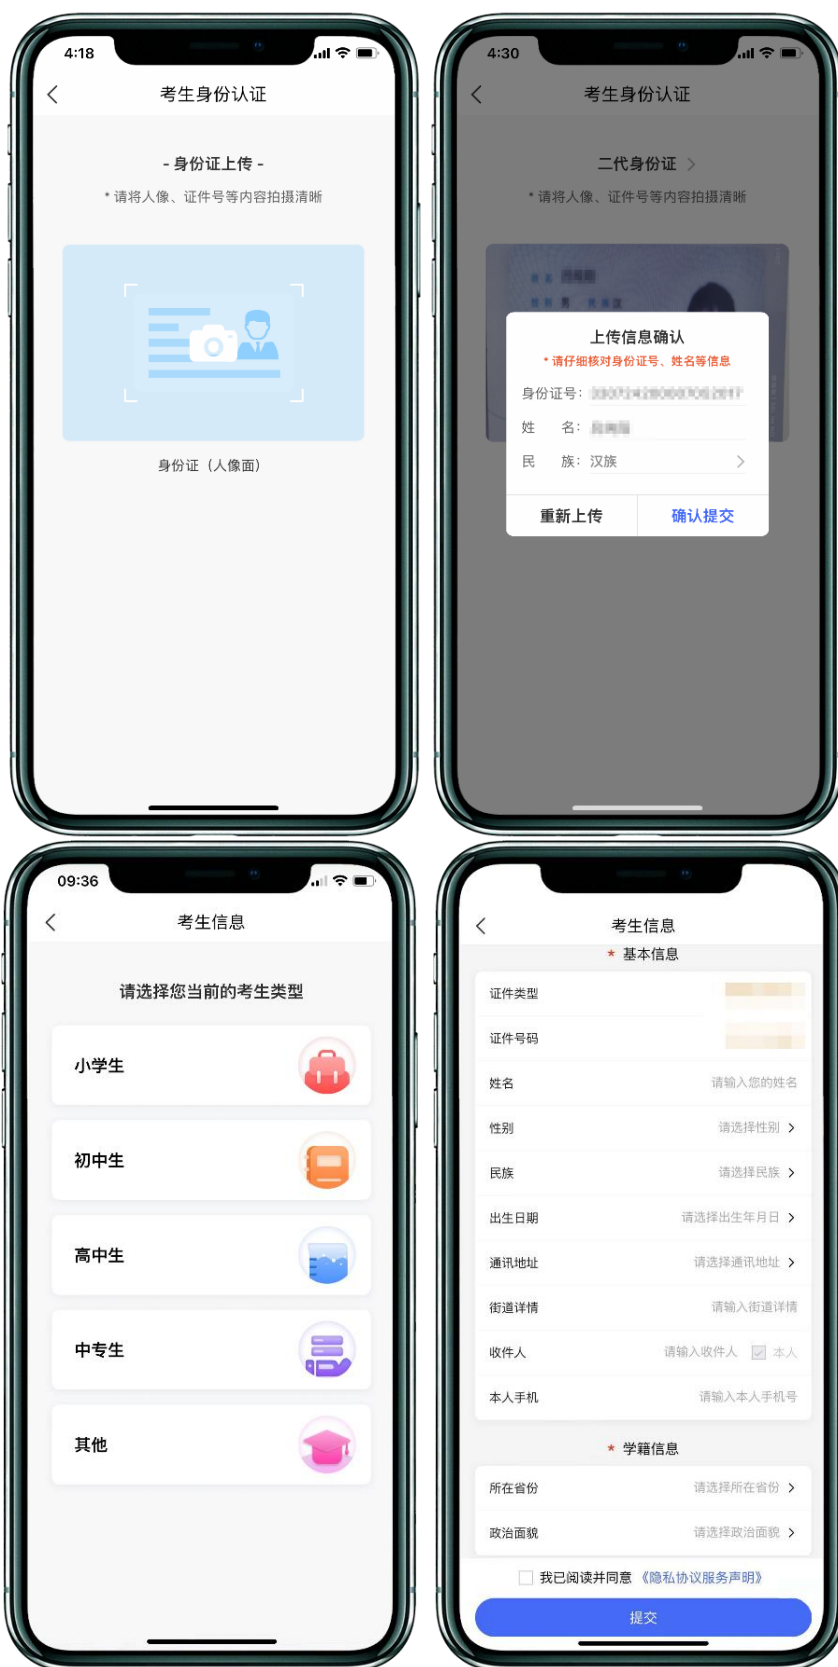 4:18
考生身份认证
- 身份证上传 -
* 请将人像、证件号等内容拍摄清晰
身份证（人像面）
4:30
考生身份认证
二代身份证
* 请将人像、证件号等内容拍摄清晰
上传信息确认
* 请仔细核对身份证号、姓名等信息
身份证号：
姓 名：
民 族：汉族
重新上传 确认提交
09:36
考生信息
请选择您当前的考生类型
小学生
初中生
高中生
中专生
其他
考生信息
* 基本信息
证件类型
证件号码
姓名 请输入您的姓名
性别 请选择性别
民族 请选择民族
出生日期 请选择出生年月日
通讯地址 请选择通讯地址
街道详情 请输入街道详情
收件人 请输入收件人 本人
本人手机 请输入本人手机号
* 学籍信息
所在省份 请选择所在省份
政治面貌 请选择政治面貌
我已阅读并同意《隐私协议服务声明》
提交